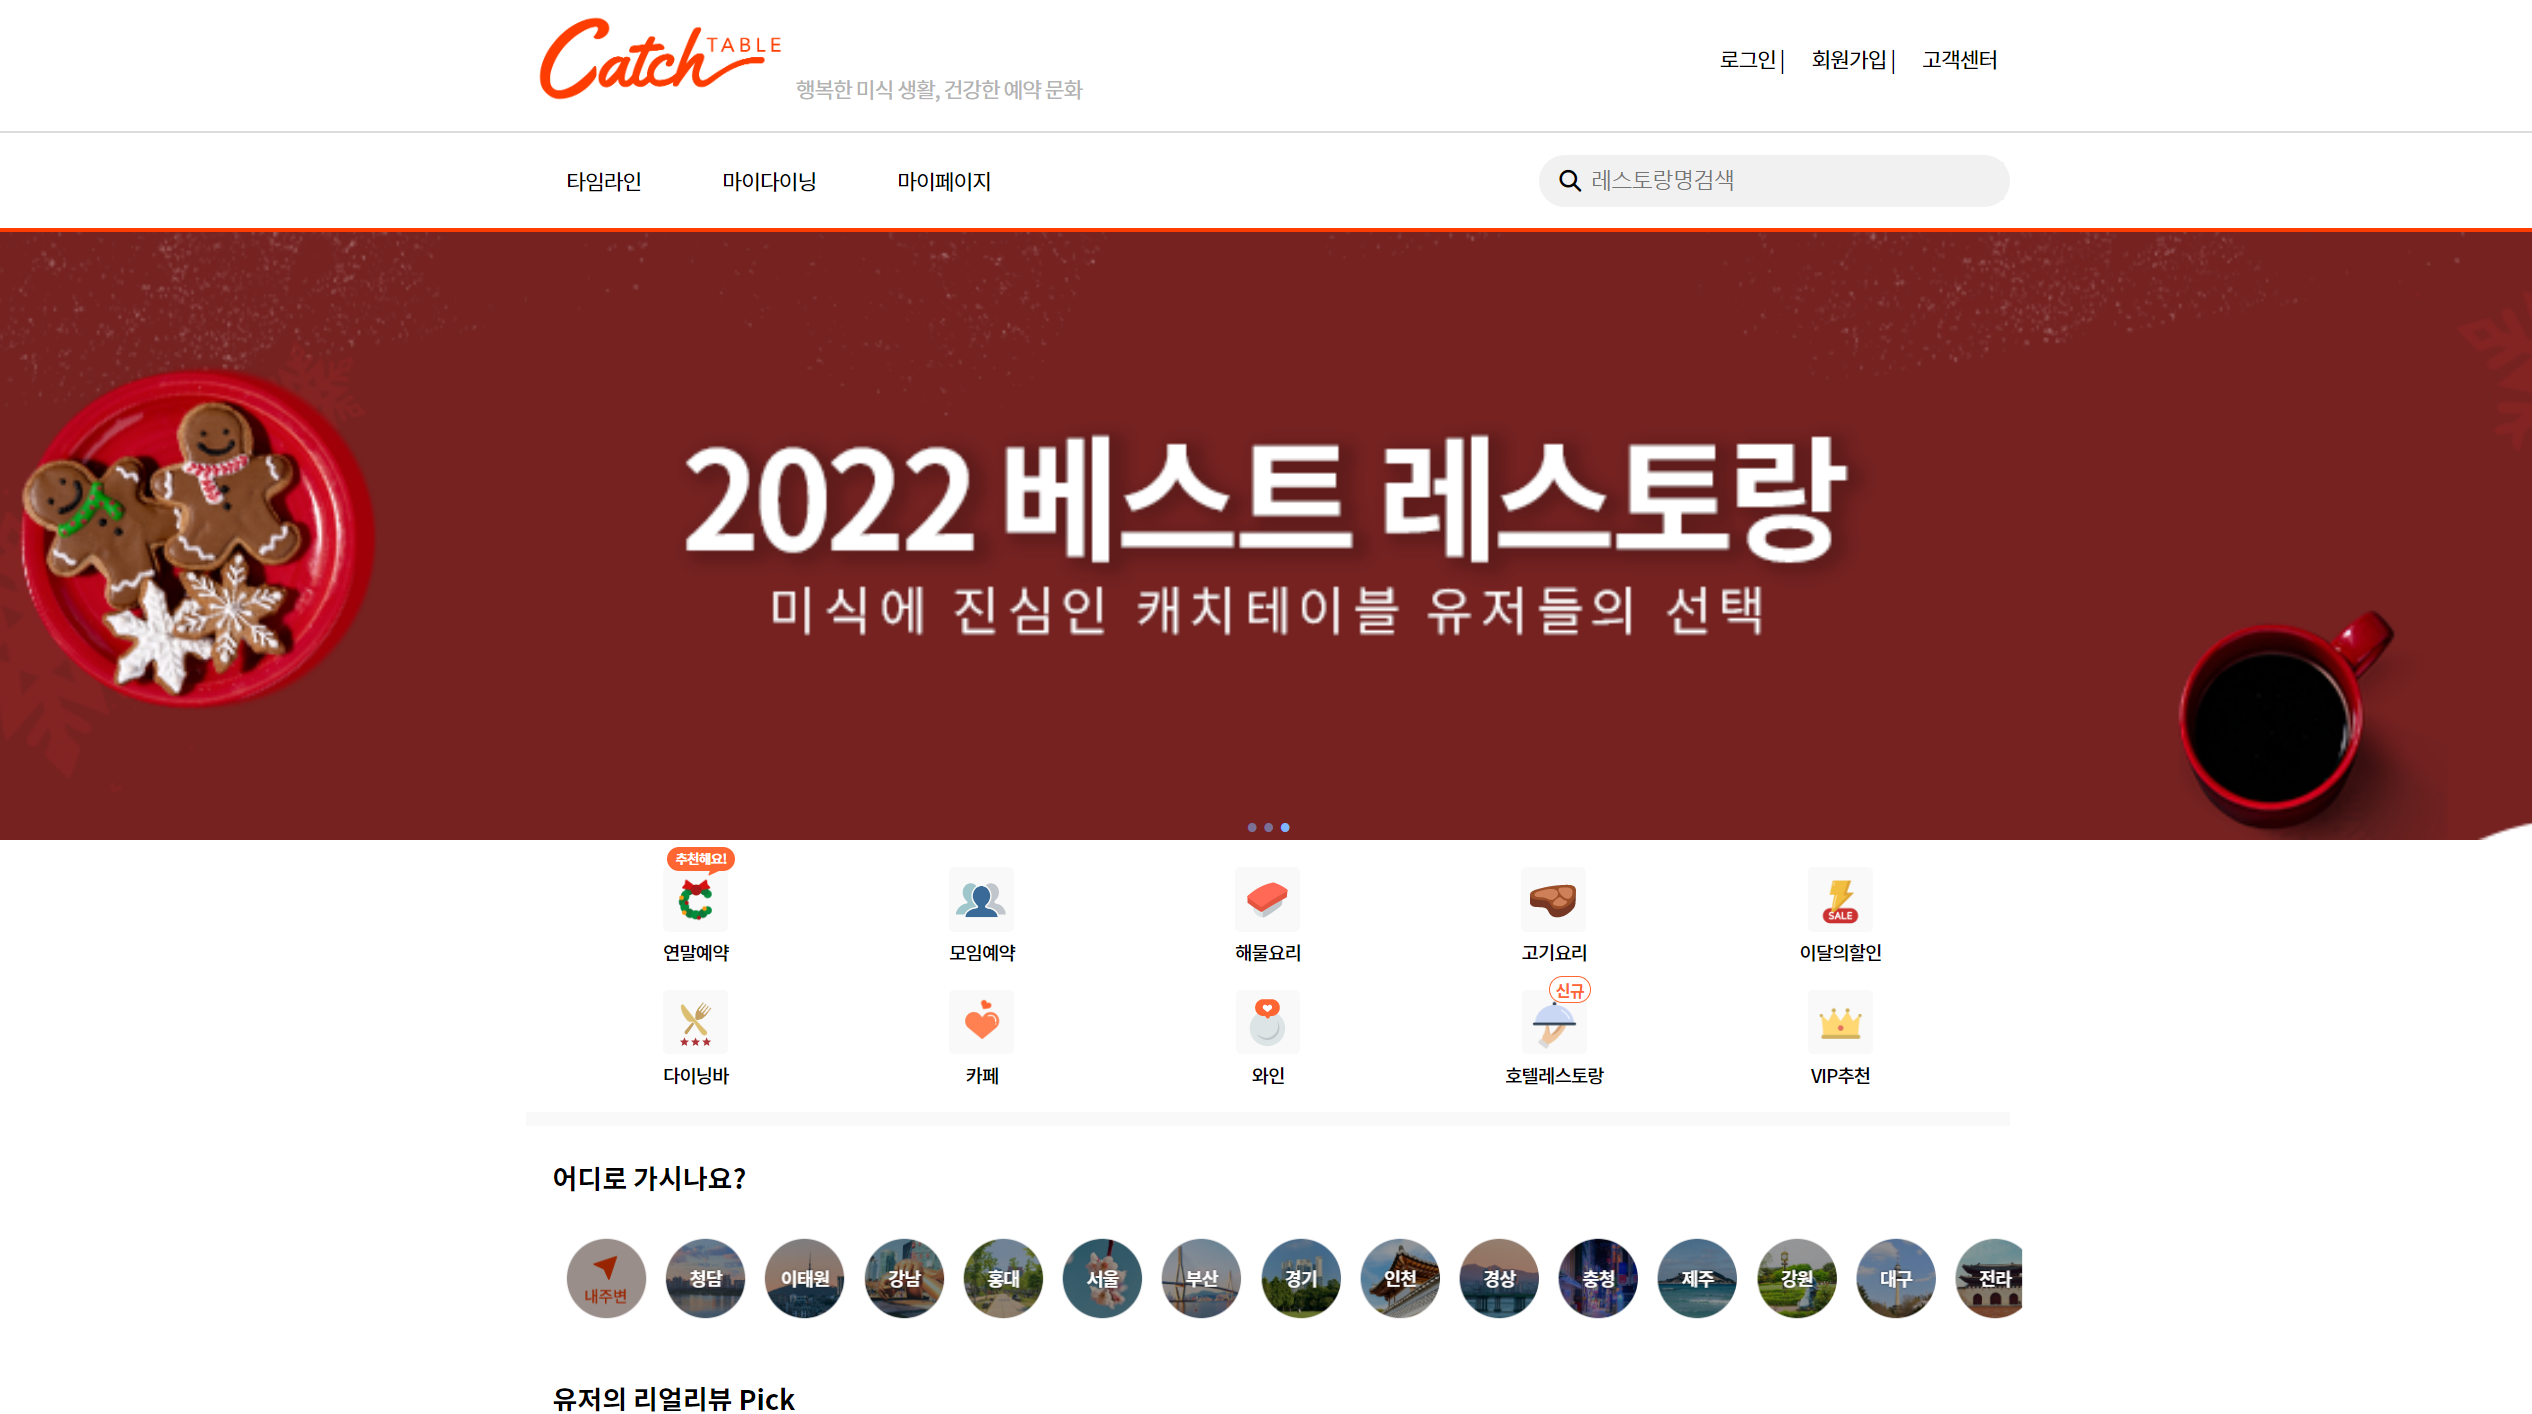 Catch TABLE
행복한 미식 생활, 건강한 예약 문화
로그인 | 회원가입 | 고객센터
타임라인 마이다이닝 마이페이지
레스토랑명검색
2022 베스트 레스토랑
미식에 진심인 캐치테이블 유저들의 선택
추천해요!
SALE
연말예약 모임예약 해물요리 고기요리 이달의할인
신규
다이닝바 카페 와인 호텔레스토랑 VIP추천
어디로 가시나요?
내주변 청담 이태원 강남 홍대 서울 부산 경기 인천 경상 충청 제주 강원 대구 전라
유저의 리얼리뷰 Pick